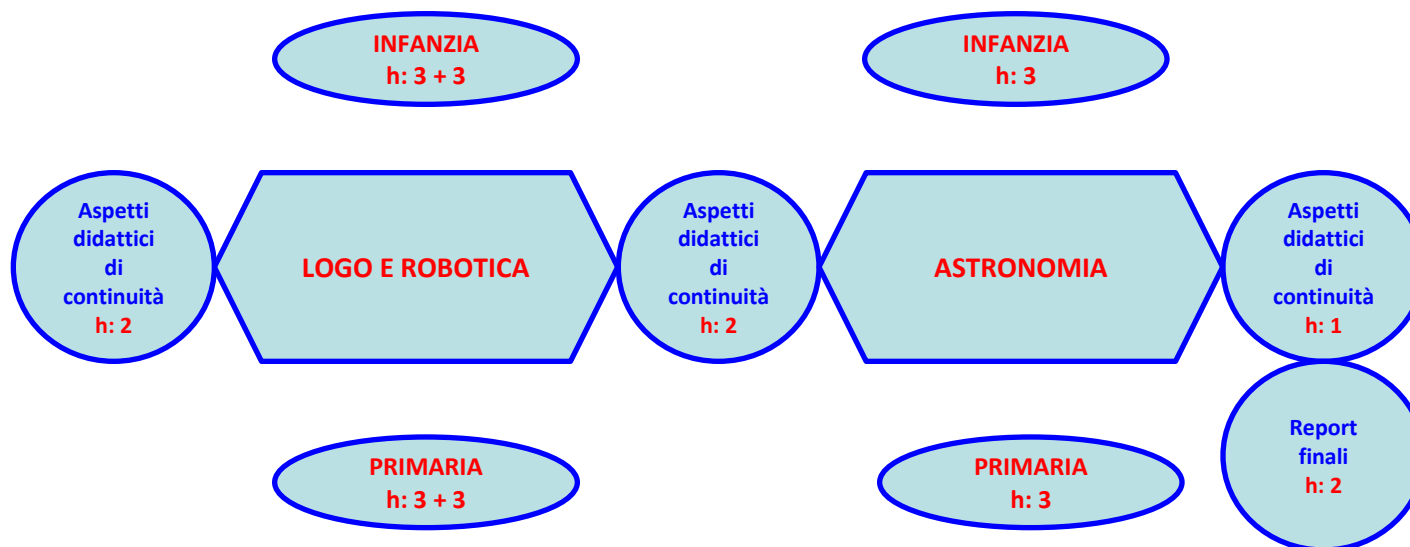 INFANZIA
h: 3 + 3
INFANZIA
h: 3
Aspetti
didattici
di
continuità
h: 2
LOGO E ROBOTICA
Aspetti
didattici
di
continuità
h: 2
ASTRONOMIA
Aspetti
didattici
di
continuità
h: 1
PRIMARIA
h: 3 + 3
PRIMARIA
h: 3
Report
finali
h: 2